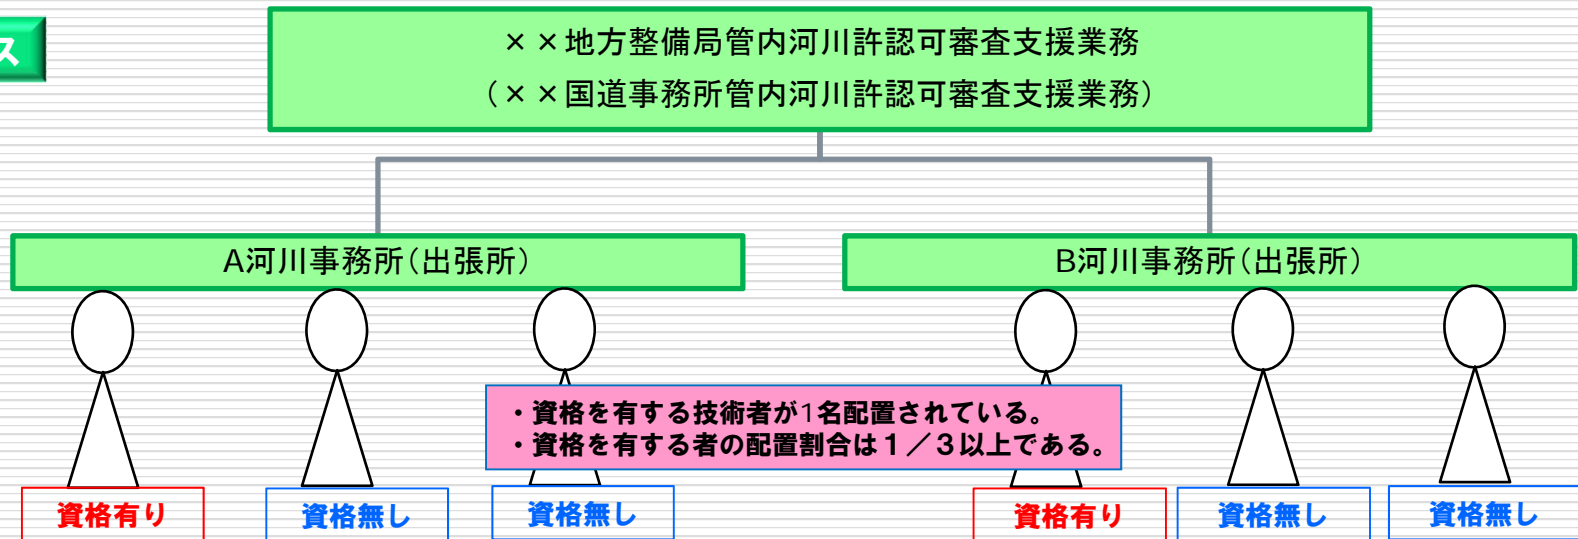 ス
××地方整備局管内河川許認可審査支援業務
（××国道事務所管内河川許認可審査支援業務）
A河川事務所（出張所）
B河川事務所（出張所）
・資格を有する技術者が1名配置されている。
・資格を有する者の配置割合は１／３以上である。
資格有り
資格無し
資格無し
資格有り
資格無し
資格無し